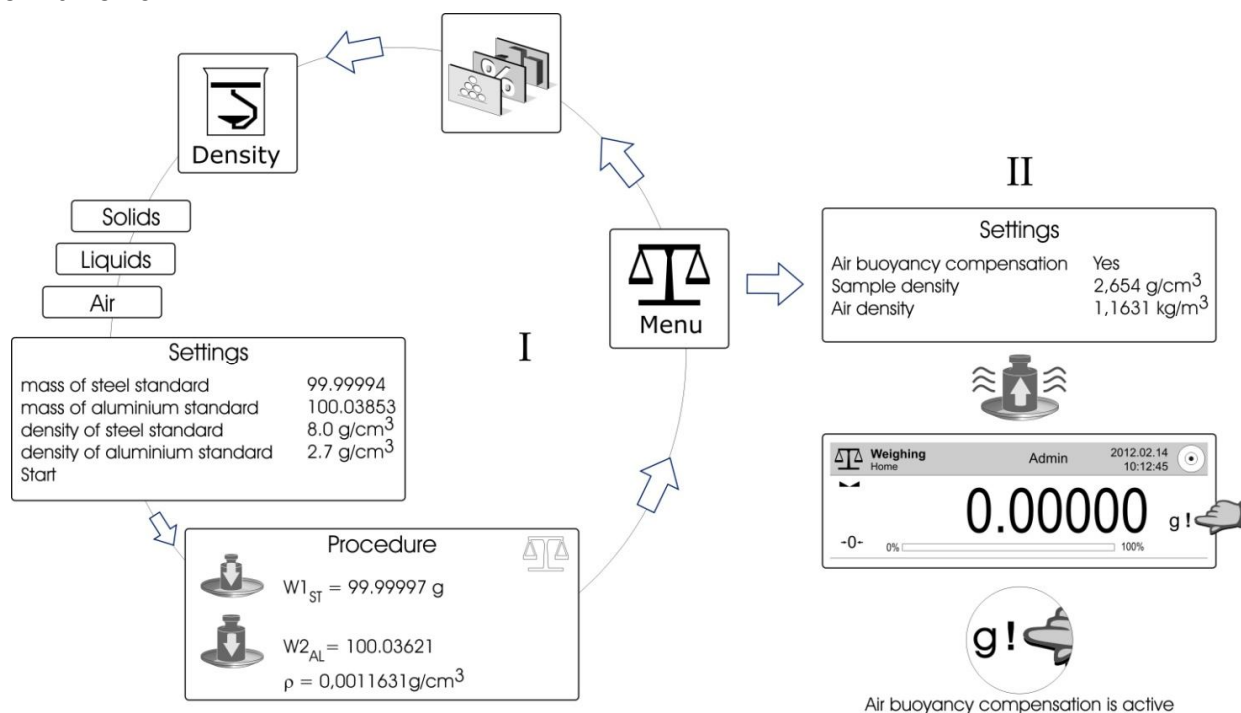 Density
Solids
Liquids
Air
Settings
mass of steel standard 99.99994
mass of aluminium standard 100.03853
density of steel standard 8.0 g/cm³
density of aluminium standard 2.7 g/cm³
Start
Procedure
W1ST = 99.99997 g
W2AL = 100.03621
ρ = 0,0011631g/cm³
I
Menu
II
Settings
Air buoyancy compensation Yes
Sample density 2,654 g/cm³
Air density 1,1631 kg/m³
Weighing
Home
Admin
2012.02.14
10:12:45
0.00000 g!
-0- 0% 100%
g!
Air buoyancy compensation is active